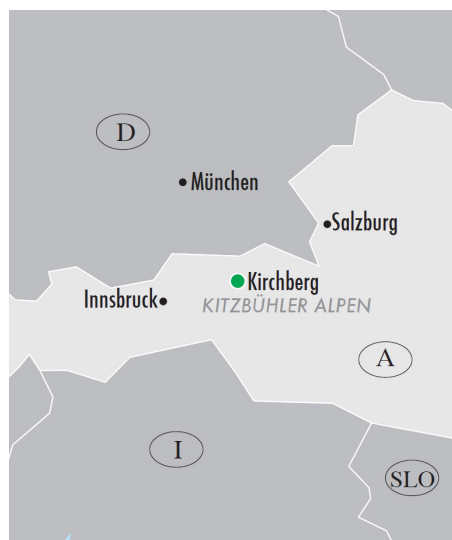 D
München
Salzburg
Kirchberg
Innsbruck
KITZBÜHLER ALPEN
A
I
SLO